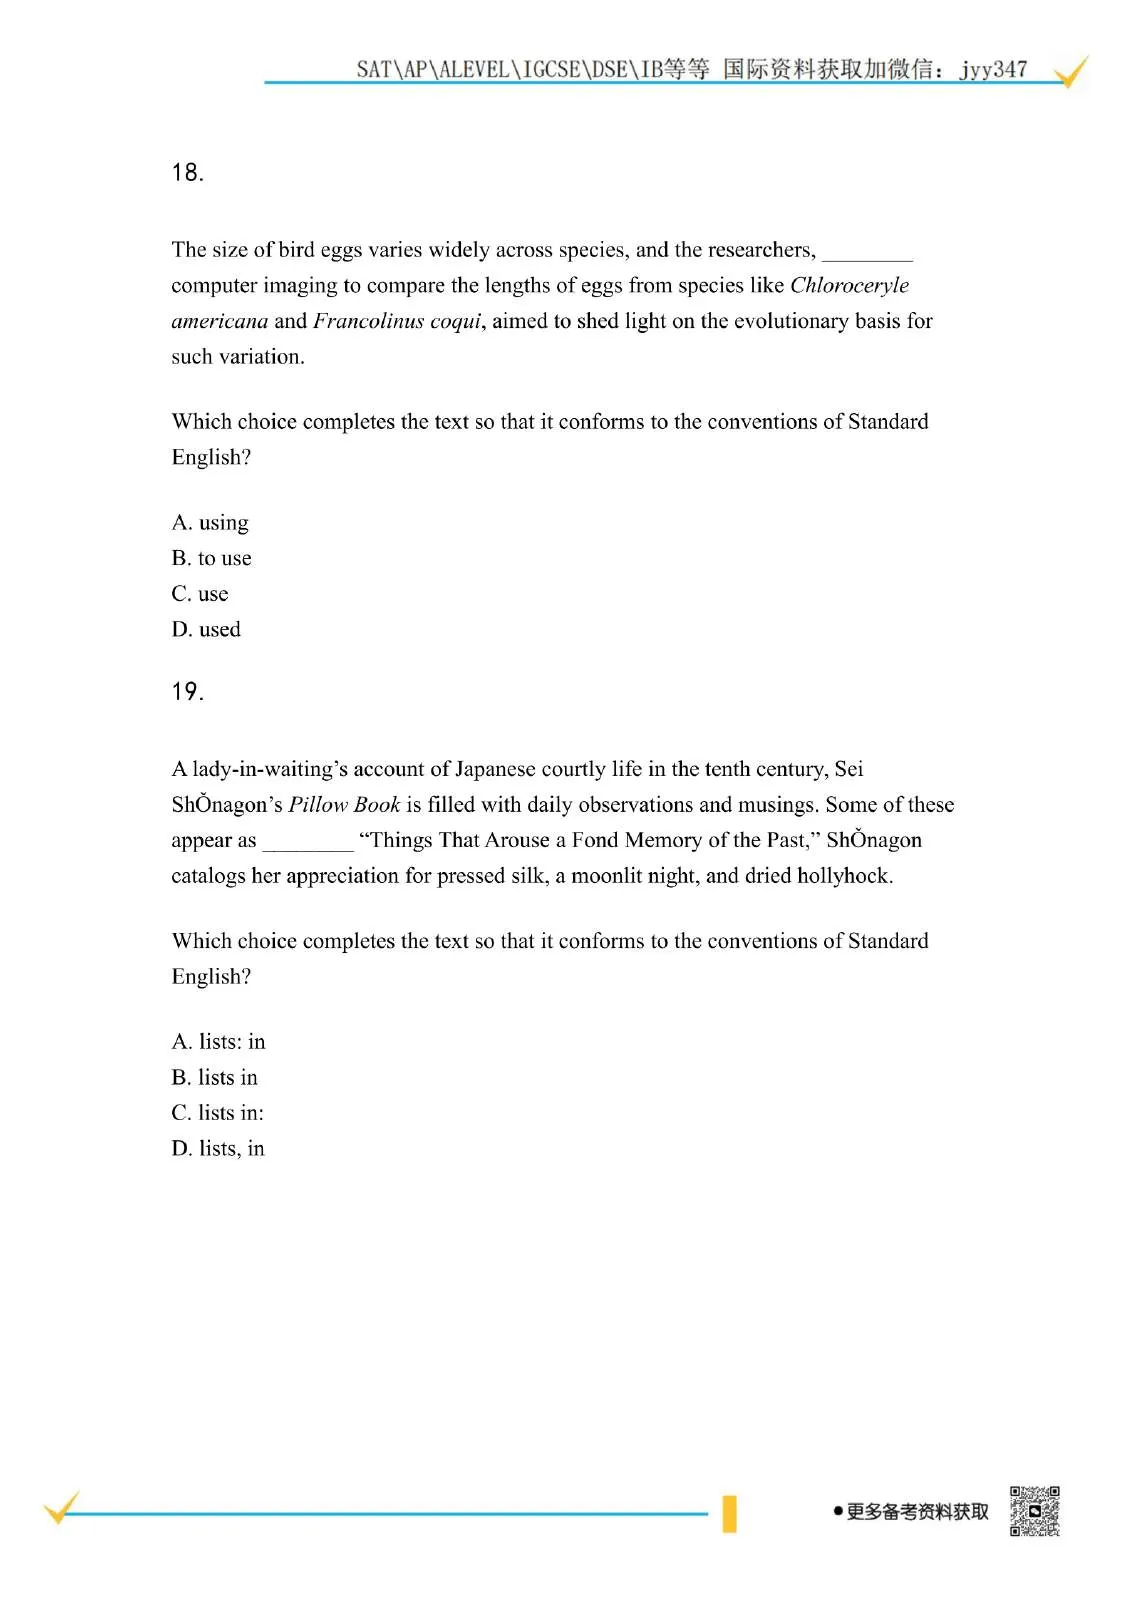 SAT\AP\ALEVEL\IGCSE\DSE\IB等等 国际资料获取加微信：jyy347
18.
The size of bird eggs varies widely across species, and the researchers, ________
computer imaging to compare the lengths of eggs from species like Chloroceryle
americana and Francolinus coqui, aimed to shed light on the evolutionary basis for
such variation.
Which choice completes the text so that it conforms to the conventions of Standard
English?
A. using
B. to use
C. use
D. used
19.
A lady-in-waiting’s account of Japanese courtly life in the tenth century, Sei
ShǑnagon’s Pillow Book is filled with daily observations and musings. Some of these
appear as ________ “Things That Arouse a Fond Memory of the Past,” ShǑnagon
catalogs her appreciation for pressed silk, a moonlit night, and dried hollyhock.
Which choice completes the text so that it conforms to the conventions of Standard
English?
A. lists: in
B. lists in
C. lists in:
D. lists, in
●更多备考资料获取